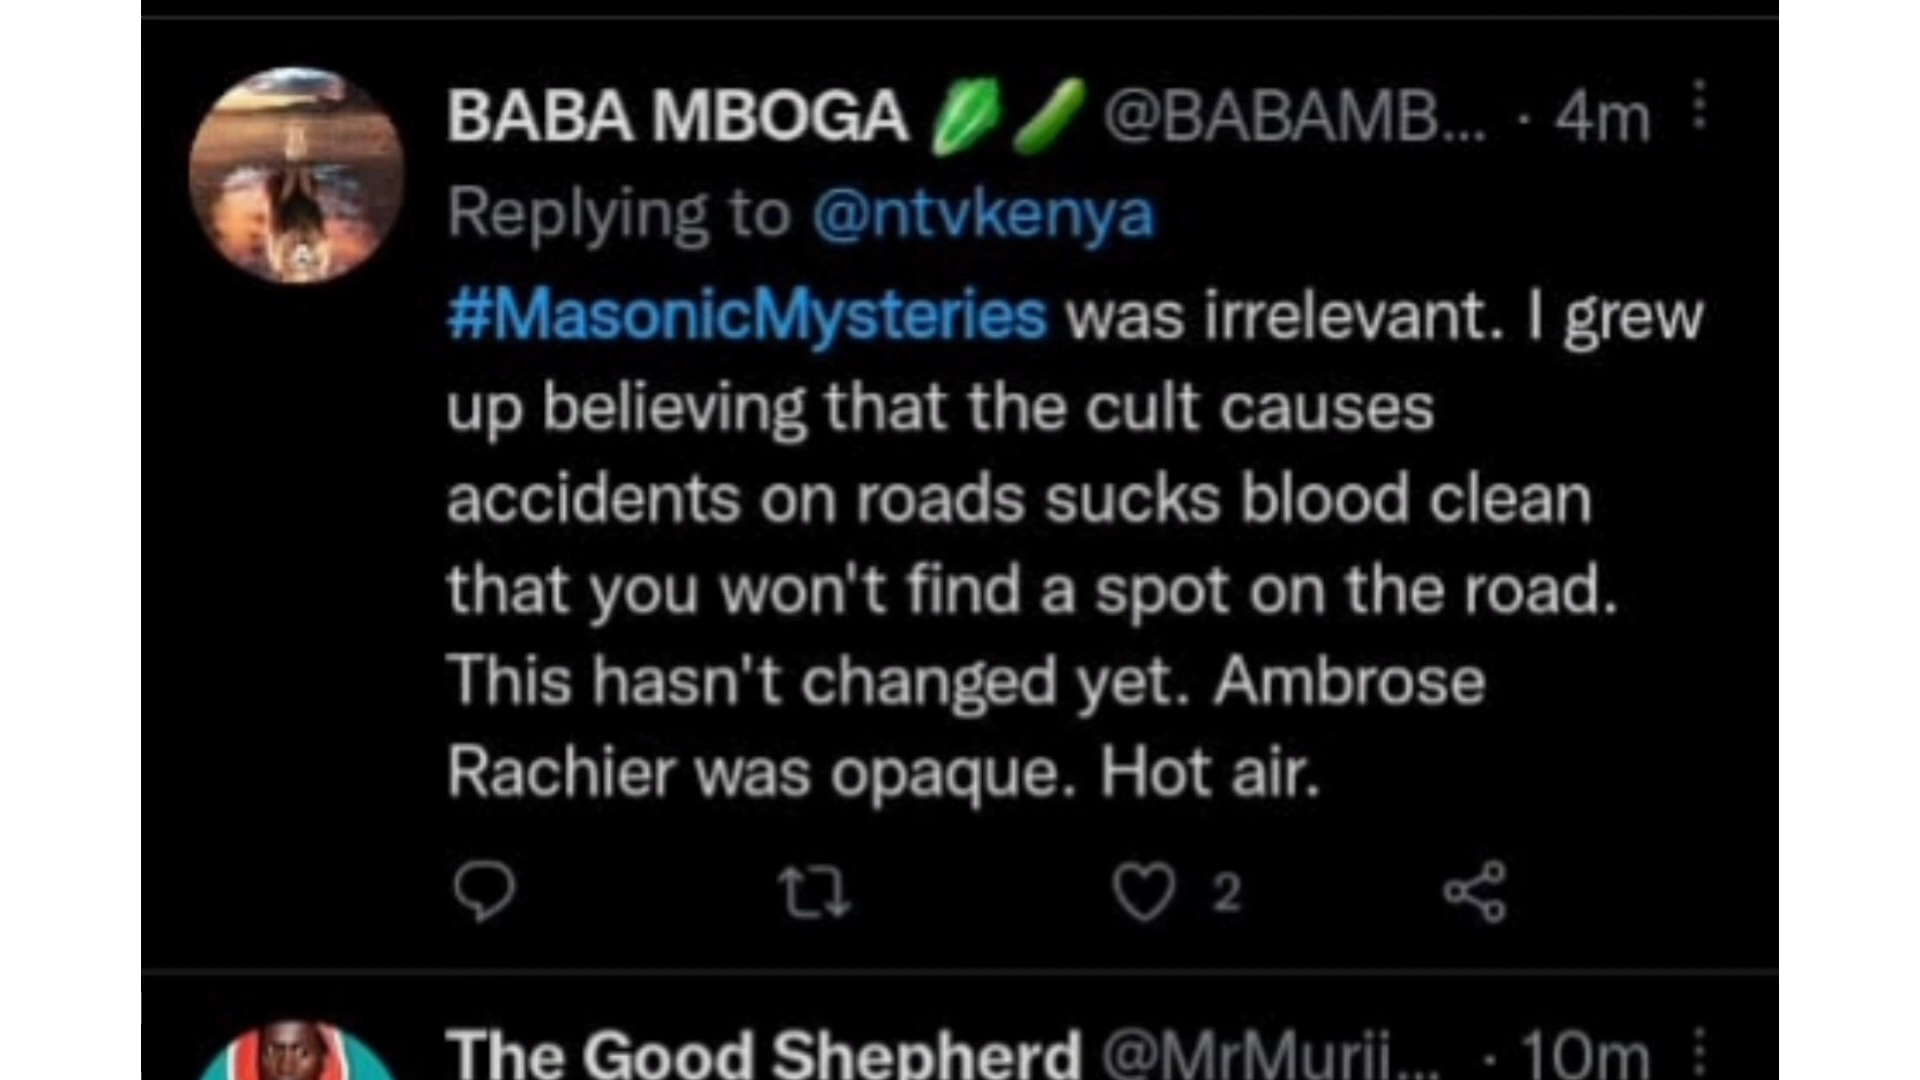 BABA MBOGA 🥬🥒 @BABAMB... · 4m
Replying to @ntvkenya
#MasonicMysteries was irrelevant. I grew
up believing that the cult causes
accidents on roads sucks blood clean
that you won't find a spot on the road.
This hasn't changed yet. Ambrose
Rachier was opaque. Hot air.
2
The Good Shepherd @MrMurii... · 10m